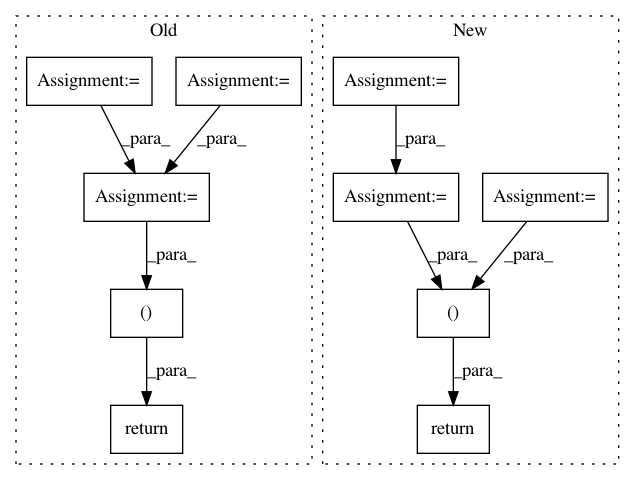 Old
New
Assignment:=
Assignment:=
Assignment:=
_para_
_para_
_para_
Assignment:=
Assignment:=
Assignment:=
_para_
_para_
_para_
()
()
_para_
_para_
return
return